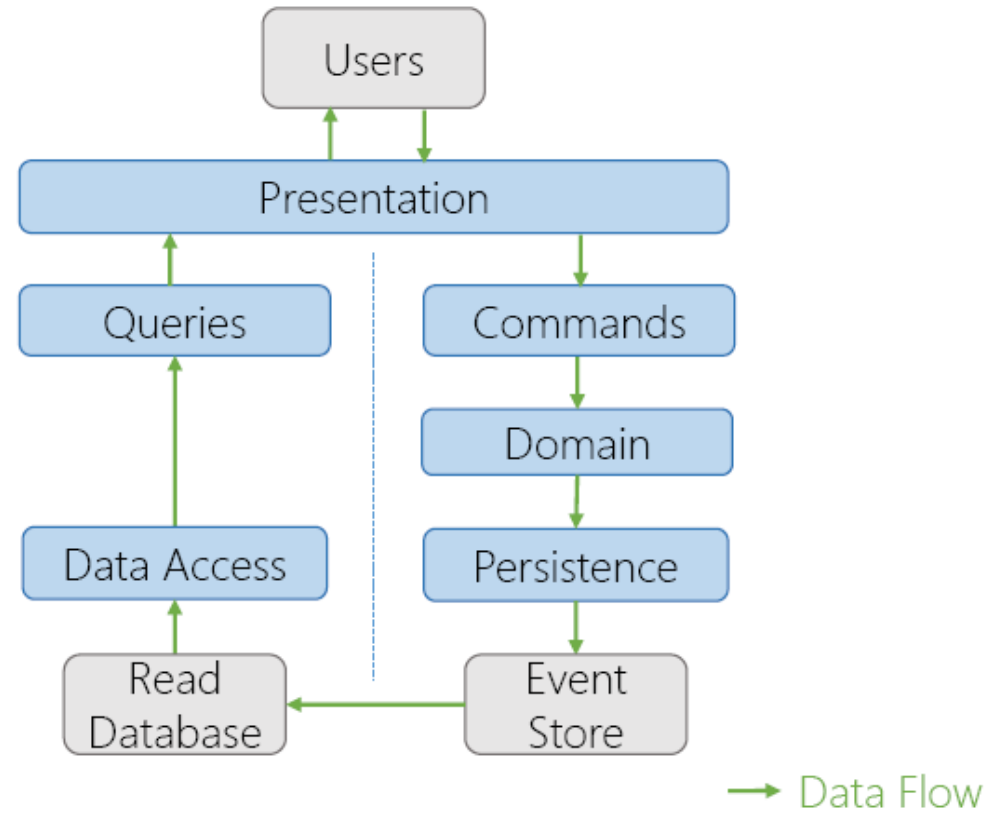 Users
Presentation
Queries
Commands
Domain
Data Access
Persistence
Read
Database
Event
Store
Data Flow